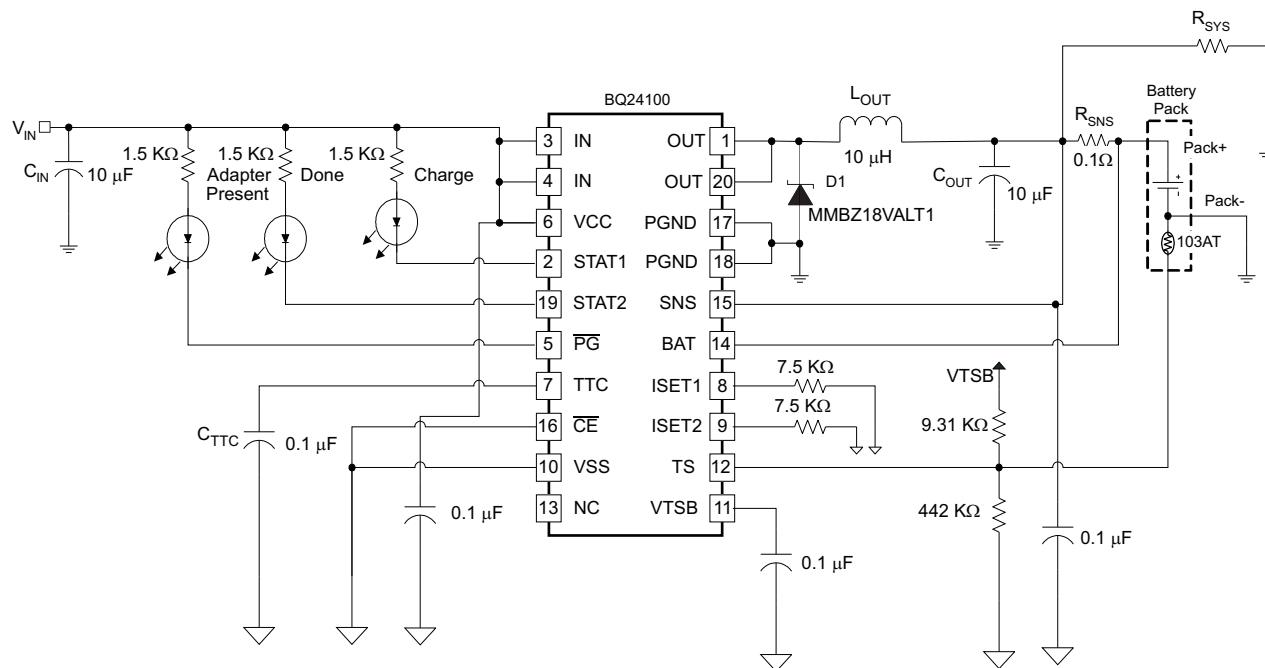 R_SYS
BQ24100
L_OUT
Battery
Pack
V_IN
R_SNS
C_IN
10 μF
1.5 KΩ
Adapter
Present
1.5 KΩ
Done
1.5 KΩ
Charge
3 IN
OUT 1
10 μH
0.1Ω
Pack+
4 IN
OUT 20
D1
C_OUT
10 μF
+
-
MMBZ18VALT1
6 VCC
PGND 17
Pack-
2 STAT1
PGND 18
103AT
19 STAT2
SNS 15
5 PG
BAT 14
7 TTC
ISET1 8
7.5 KΩ
VTSB
16 CE
ISET2 9
7.5 KΩ
9.31 KΩ
C_TTC
0.1 μF
10 VSS
TS 12
13 NC
VTSB 11
0.1 μF
442 KΩ
0.1 μF
0.1 μF